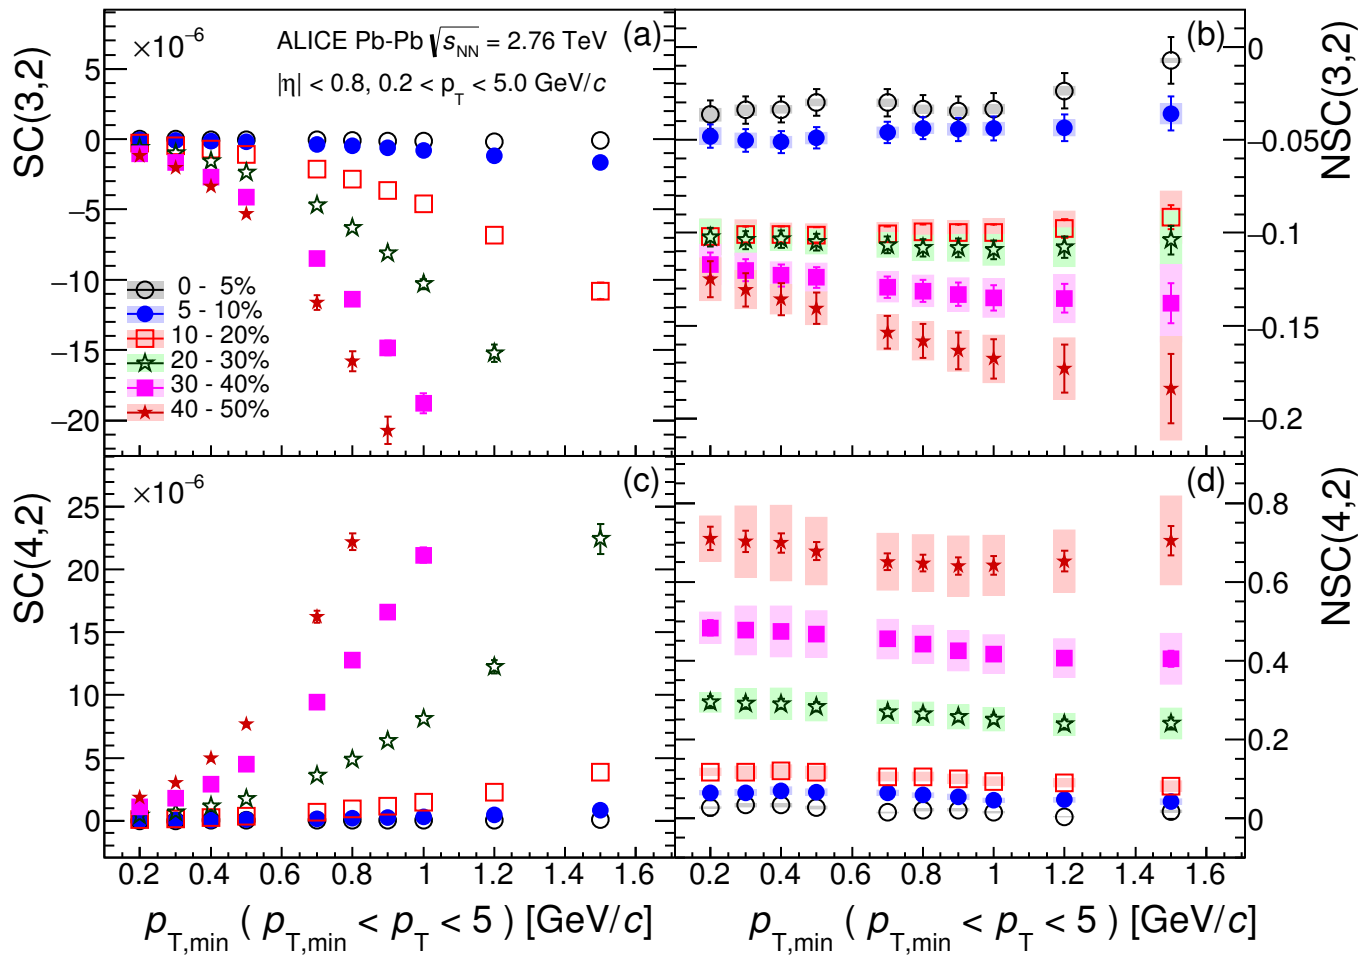 ×10⁻⁶
ALICE Pb-Pb √s_NN = 2.76 TeV
(a)
|η| < 0.8, 0.2 < p_T < 5.0 GeV/c
SC(3,2)
5
0
−5
−10
−15
−20
0 - 5%
5 - 10%
10 - 20%
20 - 30%
30 - 40%
40 - 50%
(b)
NSC(3,2)
0
−0.05
−0.1
−0.15
−0.2
×10⁻⁶
(c)
SC(4,2)
25
20
15
10
5
0
0.2 0.4 0.6 0.8 1 1.2 1.4 1.6
p_T,min ( p_T,min < p_T < 5 ) [GeV/c]
(d)
NSC(4,2)
0.8
0.6
0.4
0.2
0
0.2 0.4 0.6 0.8 1 1.2 1.4 1.6
p_T,min ( p_T,min < p_T < 5 ) [GeV/c]